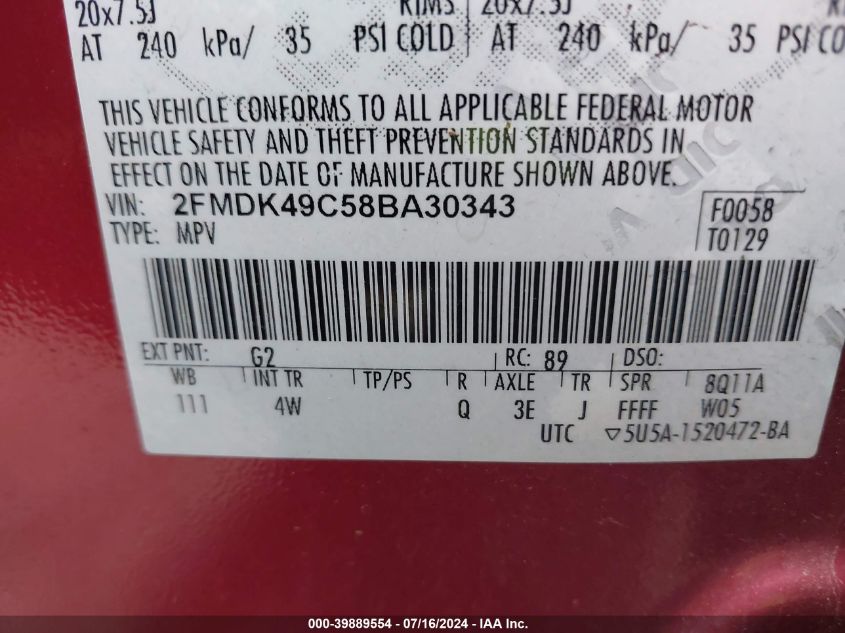 20x7.5J RIMS 20x7.5J
AT 240 kPa/ 35 PSI COLD AT 240 kPa/ 35 PSI CO
THIS VEHICLE CONFORMS TO ALL APPLICABLE FEDERAL MOTOR
VEHICLE SAFETY AND THEFT PREVENTION STANDARDS IN
EFFECT ON THE DATE OF MANUFACTURE SHOWN ABOVE.
VIN: 2FMDK49C58BA30343 F0058
TYPE: MPV T0129
EXT PNT: G2 RC: 89 DSO:
WB INT TR TP/PS R AXLE TR SPR 8Q11A
111 4W Q 3E J FFFF W05
UTC ▽5U5A-1520472-BA
000-39889554 - 07/16/2024 - IAA Inc.